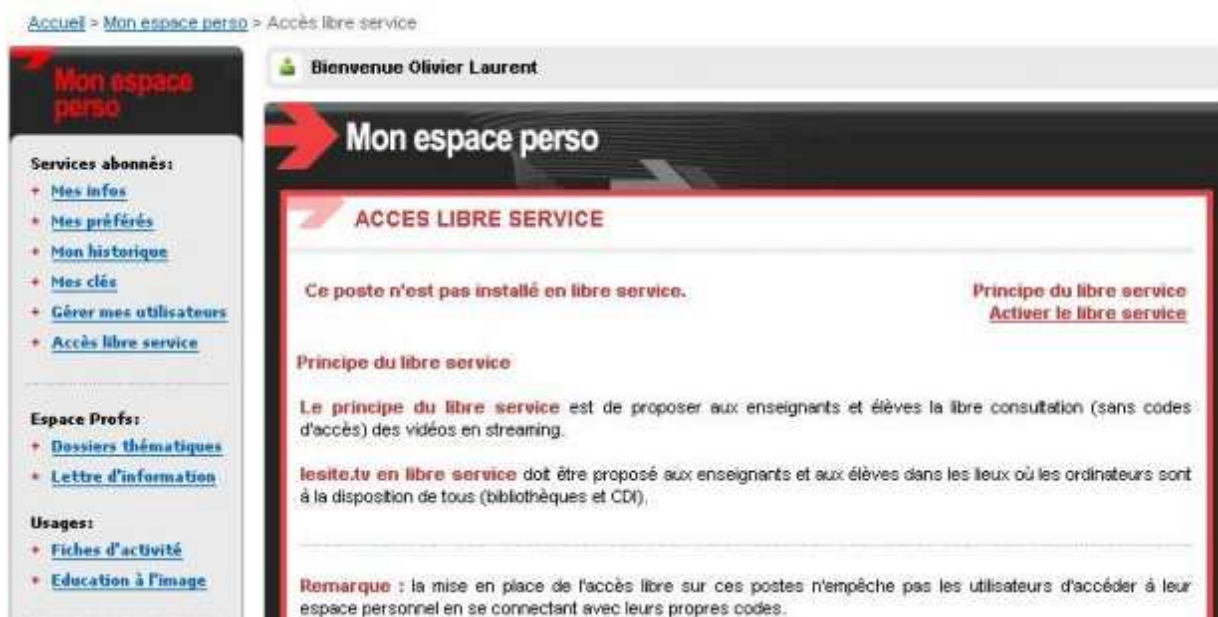 Accueil > Mon espace perso > Accès libre service
Mon espace
perso
Services abonnés:
Mes infos
Mes préférés
Mon historique
Mes clés
Gérer mes utilisateurs
Accès libre service
Espace Profs:
Dossiers thématiques
Lettre d'information
Usages:
Fiches d'activité
Education à l'image
Bienvenue Olivier Laurent
Mon espace perso
ACCES LIBRE SERVICE
Ce poste n'est pas installé en libre service.
Principe du libre service
Activer le libre service
Principe du libre service
Le principe du libre service est de proposer aux enseignants et élèves la libre consultation (sans codes
d'accès) des vidéos en streaming.
lesite.tv en libre service doit être proposé aux enseignants et aux élèves dans les lieux où les ordinateurs sont
à la disposition de tous (bibliothèques et CDI).
Remarque : la mise en place de l'accès libre sur ces postes n'empêche pas les utilisateurs d'accéder à leur
espace personnel en se connectant avec leurs propres codes.